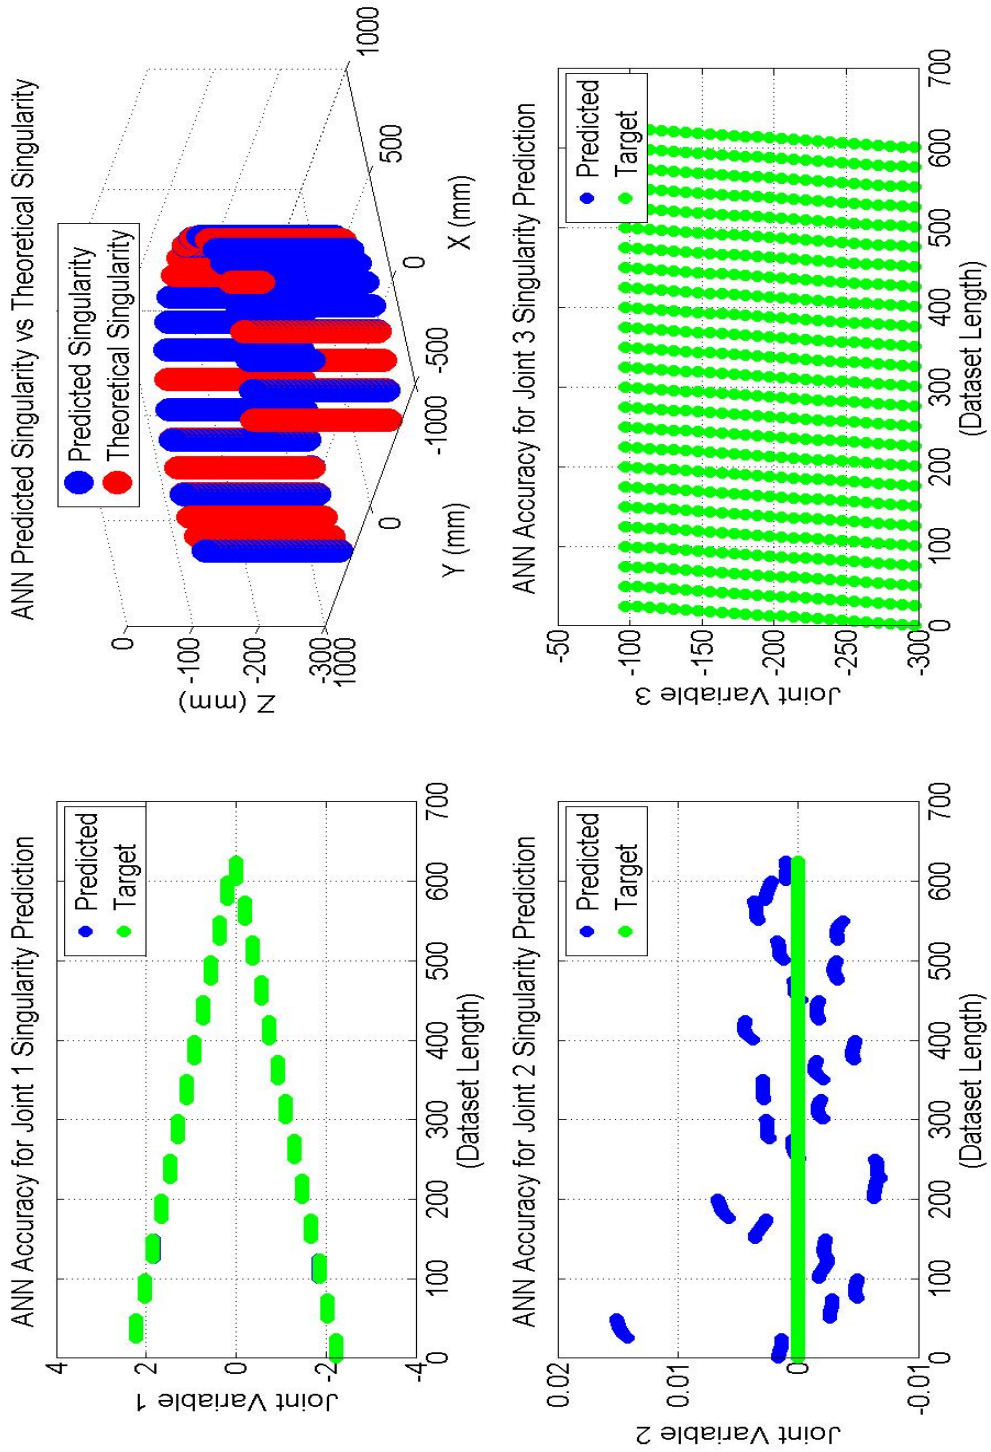 ANN Accuracy for Joint 1 Singularity Prediction
Predicted
Target
4
2
0
-2
-4
Joint Variable 1
0
100
200
300
400
500
600
700
(Dataset Length)
ANN Predicted Singularity vs Theoretical Singularity
Predicted Singularity
Theoretical Singularity
0
-100
-200
-300
Z (mm)
1000
0
-1000
Y (mm)
-500
0
500
1000
X (mm)
ANN Accuracy for Joint 2 Singularity Prediction
Predicted
Target
0.02
0.01
0
-0.01
Joint Variable 2
0
100
200
300
400
500
600
700
(Dataset Length)
ANN Accuracy for Joint 3 Singularity Prediction
Predicted
Target
-50
-100
-150
-200
-250
-300
Joint Variable 3
0
100
200
300
400
500
600
700
(Dataset Length)